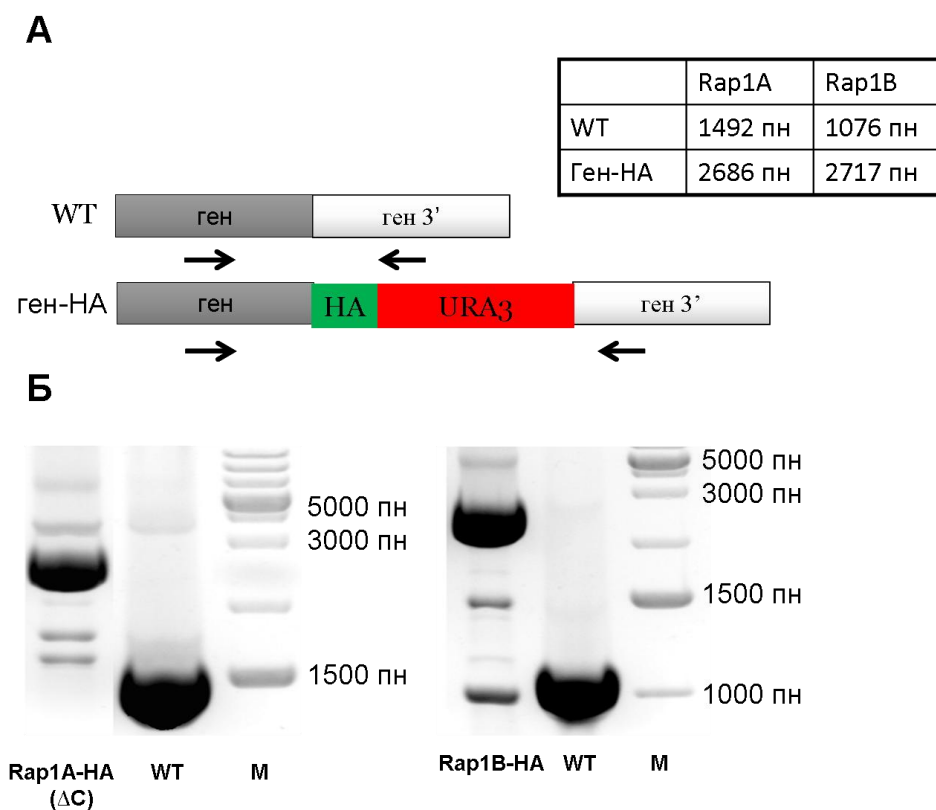 А
Rap1A Rap1B
WT 1492 пн 1076 пн
Ген-HA 2686 пн 2717 пн
WT ген ген 3’
ген-HA ген HA URA3 ген 3’
Б
5000 пн
3000 пн
1500 пн
Rap1A-HA
(ΔC)
WT
M
5000 пн
3000 пн
1500 пн
1000 пн
Rap1B-HA WT M